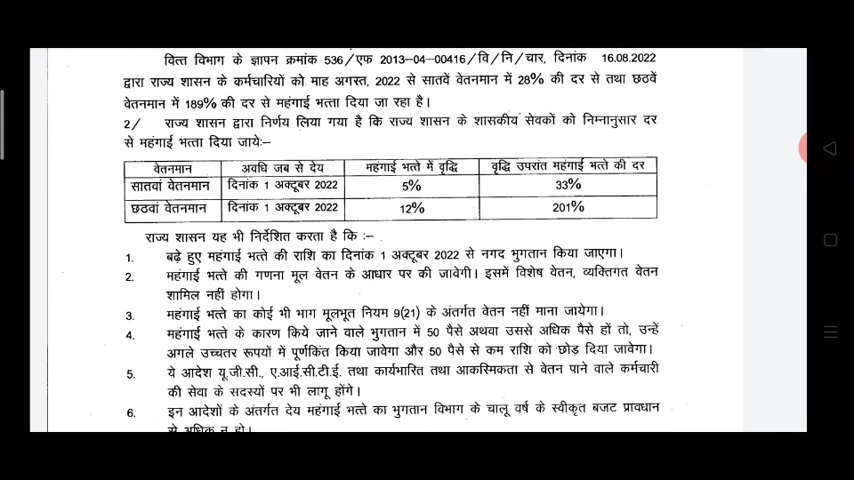 वित्त विभाग के ज्ञापन क्रमांक 536/एफ 2013-04-00416/वि/नि/चार, दिनांक 16.08.2022
द्वारा राज्य शासन के कर्मचारियों को माह अगस्त, 2022 से सातवें वेतनमान में 28% की दर से तथा छठवें
वेतनमान में 189% की दर से महंगाई भत्ता दिया जा रहा है।
2/ राज्य शासन द्वारा निर्णय लिया गया है कि राज्य शासन के शासकीय सेवकों को निम्नानुसार दर
से महंगाई भत्ता दिया जाये:-
वेतनमान अवधि जब से देय महंगाई भत्ते में वृद्धि वृद्धि उपरांत महंगाई भत्ते की दर
सातवां वेतनमान दिनांक 1 अक्टूबर 2022 5% 33%
छठवां वेतनमान दिनांक 1 अक्टूबर 2022 12% 201%
राज्य शासन यह भी निर्देशित करता है कि :-
1. बढ़े हुए महंगाई भत्ते की राशि का दिनांक 1 अक्टूबर 2022 से नगद भुगतान किया जाएगा।
2. महंगाई भत्ते की गणना मूल वेतन के आधार पर की जावेगी। इसमें विशेष वेतन, व्यक्तिगत वेतन
शामिल नहीं होगा।
3. महंगाई भत्ते का कोई भी भाग मूलभूत नियम 9(21) के अंतर्गत वेतन नहीं माना जायेगा।
4. महंगाई भत्ते के कारण किये जाने वाले भुगतान में 50 पैसे अथवा उससे अधिक पैसे हों तो, उन्हें
अगले उच्चतर रूपयों में पूर्णकित किया जावेगा और 50 पैसे से कम राशि को छोड़ दिया जावेगा।
5. ये आदेश यू.जी.सी., ए.आई.सी.टी.ई. तथा कार्यभारित तथा आकस्मिकता से वेतन पाने वाले कर्मचारी
की सेवा के सदस्यों पर भी लागू होंगे।
6. इन आदेशों के अंतर्गत देय महंगाई भत्ते का भुगतान विभाग के चालू वर्ष के स्वीकृत बजट प्रावधान
से अधिक न हो।